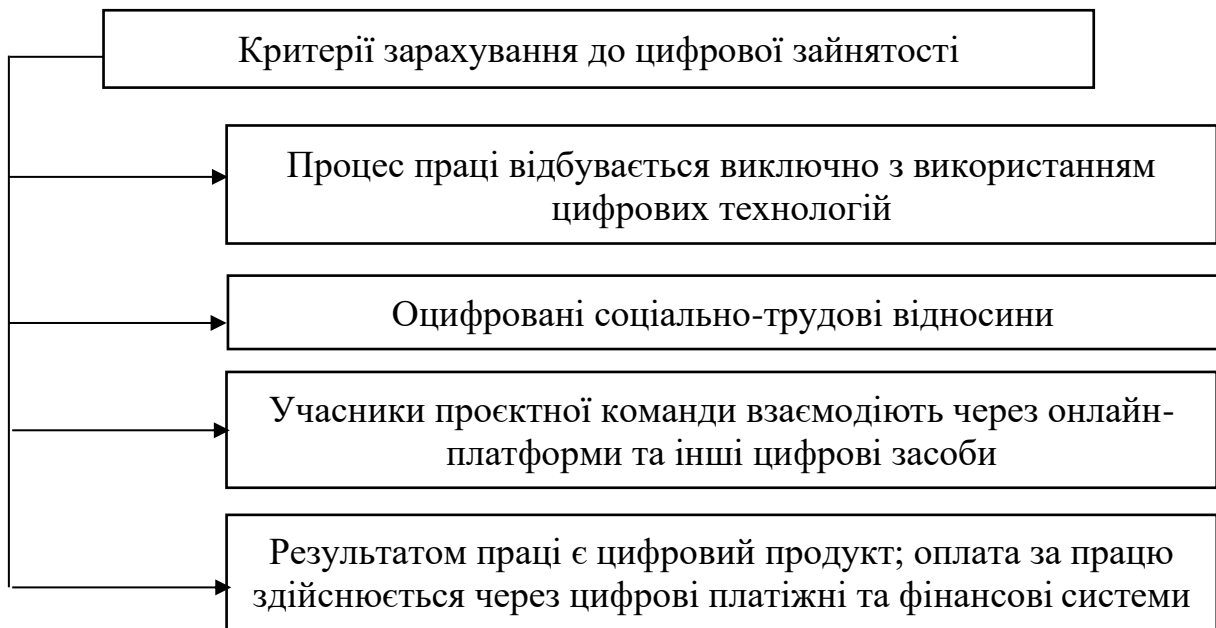 Критерії зарахування до цифрової зайнятості
Процес праці відбувається виключно з використанням
цифрових технологій
Оцифровані соціально-трудові відносини
Учасники проєктної команди взаємодіють через онлайн-
платформи та інші цифрові засоби
Результатом праці є цифровий продукт; оплата за працю
здійснюється через цифрові платіжні та фінансові системи